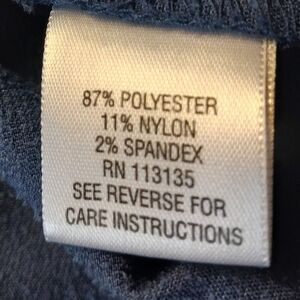 87% POLYESTER
11% NYLON
2% SPANDEX
RN 113135
SEE REVERSE FOR
CARE INSTRUCTIONS